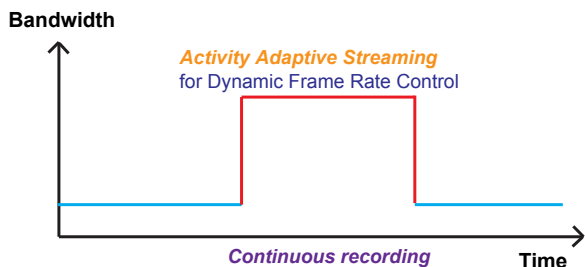 Bandwidth
Activity Adaptive Streaming
for Dynamic Frame Rate Control
Continuous recording
Time